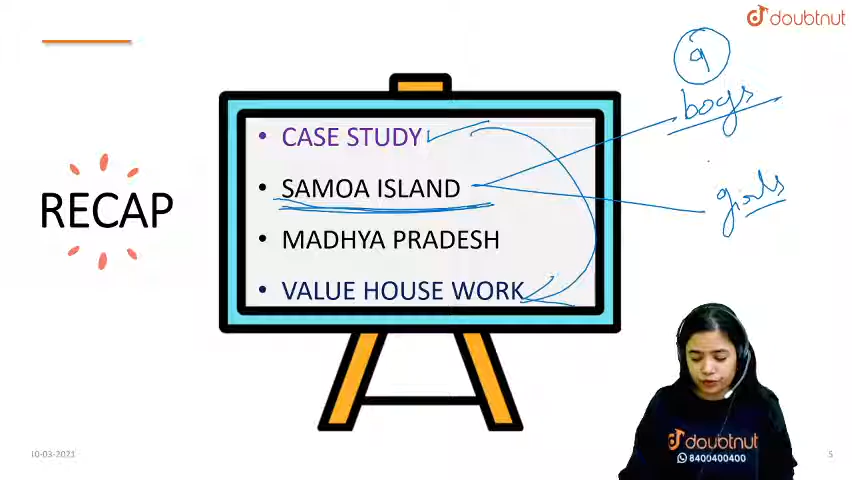 doubtnut
9
boys
girls
RECAP
• CASE STUDY
• SAMOA ISLAND
• MADHYA PRADESH
• VALUE HOUSE WORK
doubtnut
8400400400
10-03-2021
5